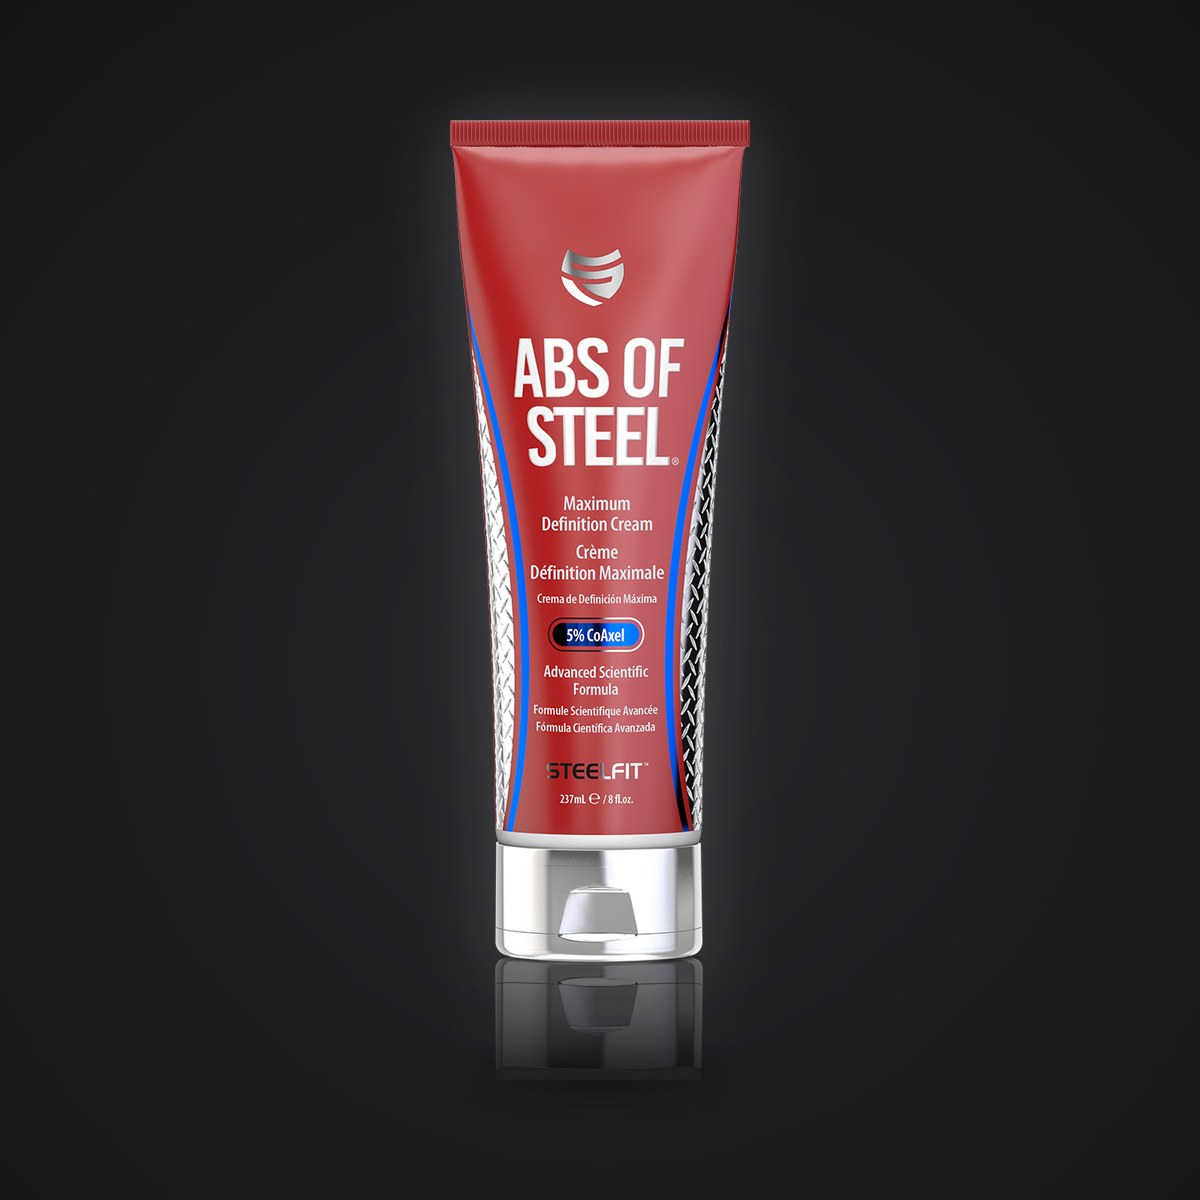 ABS OF
STEEL®
Maximum
Definition Cream
Crème
Définition Maximale
Crema de Definición Máxima
5% CoAxel
Advanced Scientific
Formula
Formule Scientifique Avancée
Fórmula Científica Avanzada
STEELFIT™
237mL ℮ / 8 fl.oz.